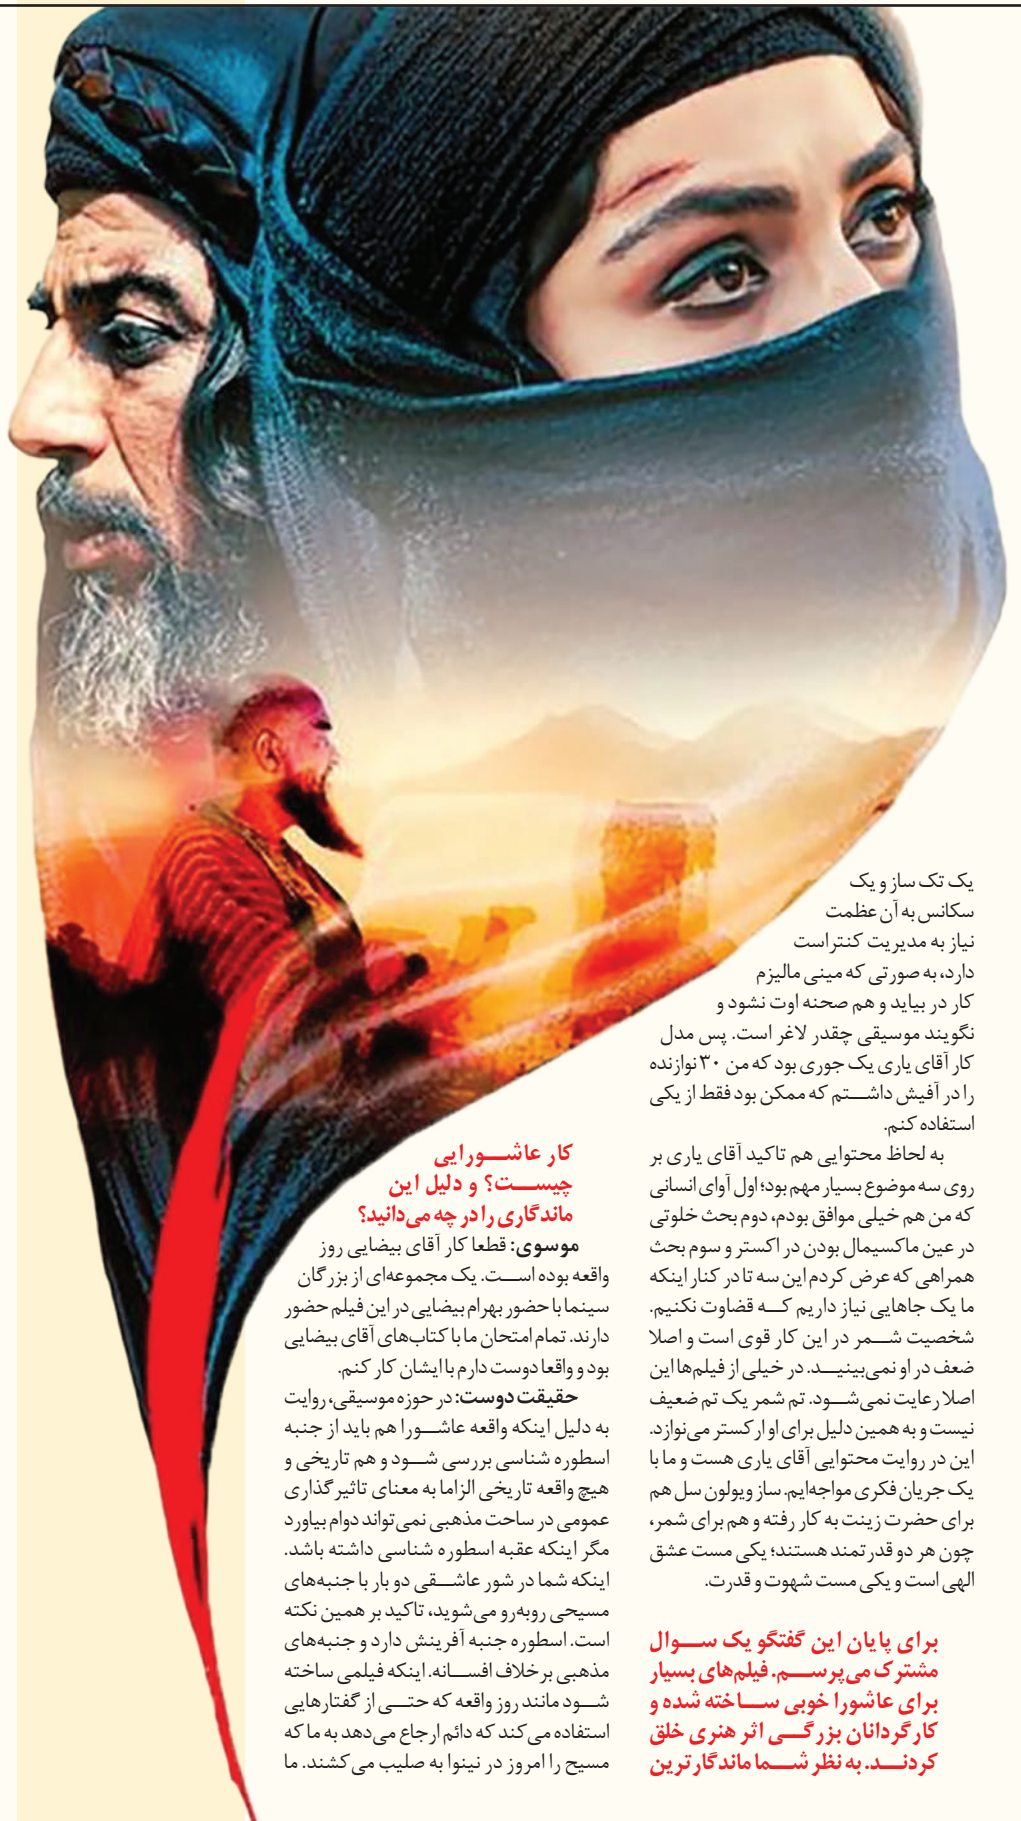 یک تک ساز و یک
سکانس به آن عظمت
نیاز به مدیریت کنتراست
دارد، به صورتی که مینی مالیزم
کار در بیاید و هم صحنه اوت نشود و
نگویند موسیقی چقدر لاغر است. پس مدل
کار آقای یاری یک جوری بود که من ۳۰ نوازنده
را در آفیش داشتم که ممکن بود فقط از یکی
استفاده کنم.
به لحاظ محتوایی هم تاکید آقای یاری بر
روی سه موضوع بسیار مهم بود؛ اول آوای انسانی
که من هم خیلی موافق بودم، دوم بحث خلوتی
در عین ماکسیمال بودن در اکستر و سوم بحث
همراهی که عرض کردم این سه تا در کنار اینکه
ما یک جاهایی نیاز داریم که قضاوت نکنیم.
شخصیت شمر در این کار قوی است و اصلا
ضعف در او نمی‌بینید. در خیلی از فیلم‌ها این
اصلا رعایت نمی‌شود. تم شمر یک تم ضعیف
نیست و به همین دلیل برای او ارکستر می‌نوازد.
این در روایت محتوایی آقای یاری هست و ما با
یک جریان فکری مواجه‌ایم. ساز ویولون سل هم
برای حضرت زینت به کار رفته و هم برای شمر،
چون هر دو قدرتمند هستند؛ یکی مست عشق
الهی است و یکی مست شهوت و قدرت.
برای پایان این گفتگو یک سوال
مشترک می‌پرسم. فیلم‌های بسیار
برای عاشورا خوبی ساخته شده و
کارگردانان بزرگی اثر هنری خلق
کردند. به نظر شما ماندگارترین
کار عاشورایی
چیست؟ و دلیل این
ماندگاری را در چه می‌دانید؟
موسوی: قطعا کار آقای بیضایی روز
واقعه بوده است. یک مجموعه‌ای از بزرگان
سینما با حضور بهرام بیضایی در این فیلم حضور
دارند. تمام امتحان ما با کتاب‌های آقای بیضایی
بود و واقعا دوست دارم با ایشان کار کنم.
حقیقت دوست: در حوزه موسیقی، روایت
به دلیل اینکه واقعه عاشورا هم باید از جنبه
اسطوره شناسی بررسی شود و هم تاریخی و
هیچ واقعه تاریخی الزاما به معنای تاثیرگذاری
عمومی در ساحت مذهبی نمی‌تواند دوام بیاورد
مگر اینکه عقبه اسطوره شناسی داشته باشد.
اینکه شما در شور عاشقی دو بار با جنبه‌های
مسیحی روبه‌رو می‌شوید، تاکید بر همین نکته
است. اسطوره جنبه آفرینش دارد و جنبه‌های
مذهبی برخلاف افسانه. اینکه فیلمی ساخته
شود مانند روز واقعه که حتی از گفتارهایی
استفاده می‌کند که دائم ارجاع می‌دهد به ما که
مسیح را امروز در نینوا به صلیب می‌کشند. ما